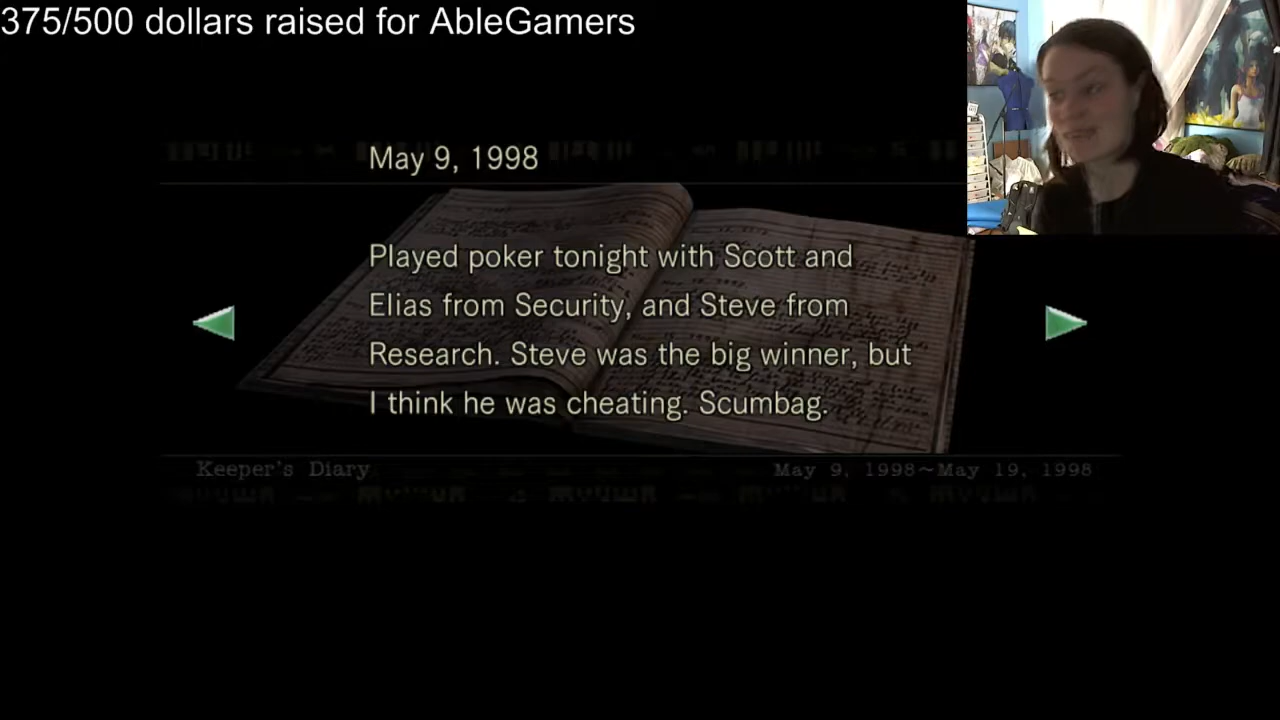 375/500 dollars raised for AbleGamers
May 9, 1998
Played poker tonight with Scott and
Elias from Security, and Steve from
Research. Steve was the big winner, but
I think he was cheating. Scumbag.
Keeper's Diary
May 9, 1998~May 19, 1998